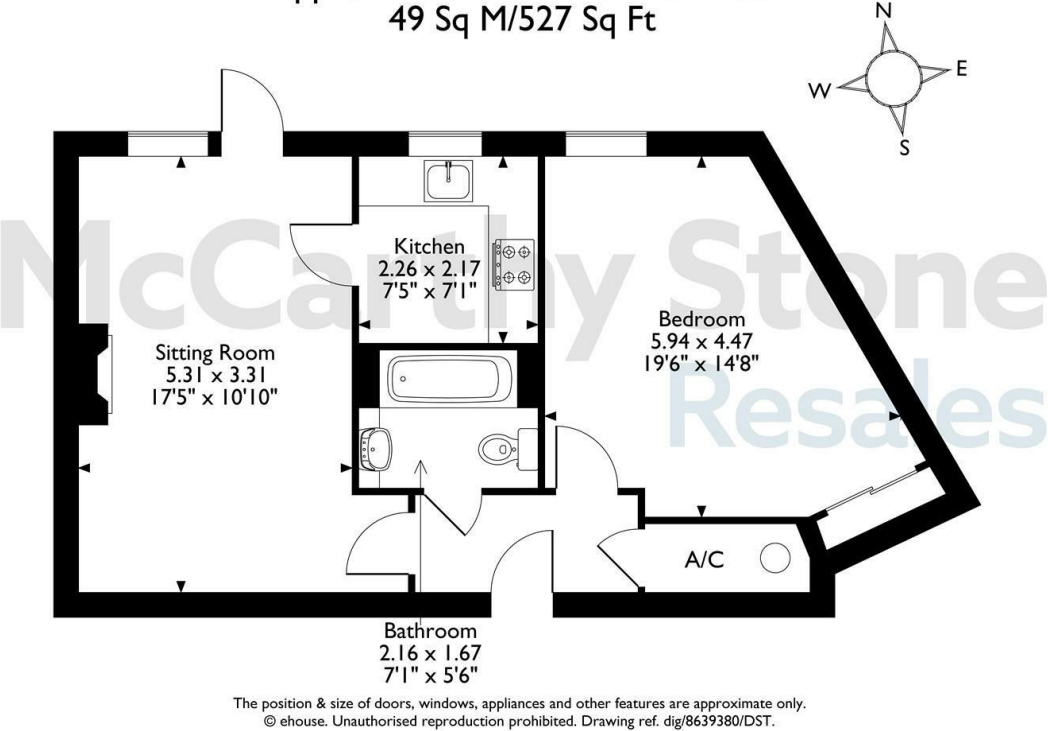 49 Sq M/527 Sq Ft
N
W
E
S
McCarthy Stone
Resales
Kitchen
2.26 x 2.17
7'5" x 7'1"
Bedroom
5.94 x 4.47
19'6" x 14'8"
Sitting Room
5.31 x 3.31
17'5" x 10'10"
A/C
Bathroom
2.16 x 1.67
7'1" x 5'6"
The position & size of doors, windows, appliances and other features are approximate only.
© ehouse. Unauthorised reproduction prohibited. Drawing ref. dig/8639380/DST.